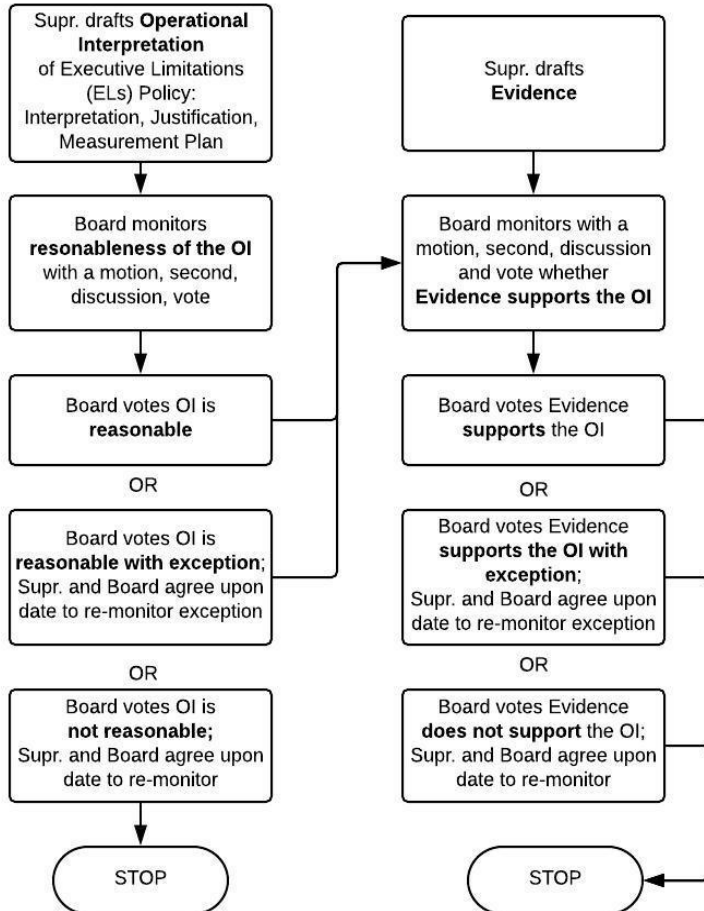 Supr. drafts Operational
Interpretation
of Executive Limitations
(ELs) Policy:
Interpretation, Justification,
Measurement Plan
Board monitors
resonableness of the OI
with a motion, second,
discussion, vote
Board votes OI is
reasonable
OR
Board votes OI is
reasonable with exception;
Supr. and Board agree upon
date to re-monitor exception
OR
Board votes OI is
not reasonable;
Supr. and Board agree upon
date to re-monitor
STOP
Supr. drafts
Evidence
Board monitors with a
motion, second, discussion
and vote whether
Evidence supports the OI
Board votes Evidence
supports the OI
OR
Board votes Evidence
supports the OI with
exception;
Supr. and Board agree upon
date to re-monitor exception
OR
Board votes Evidence
does not support the OI;
Supr. and Board agree upon
date to re-monitor
STOP